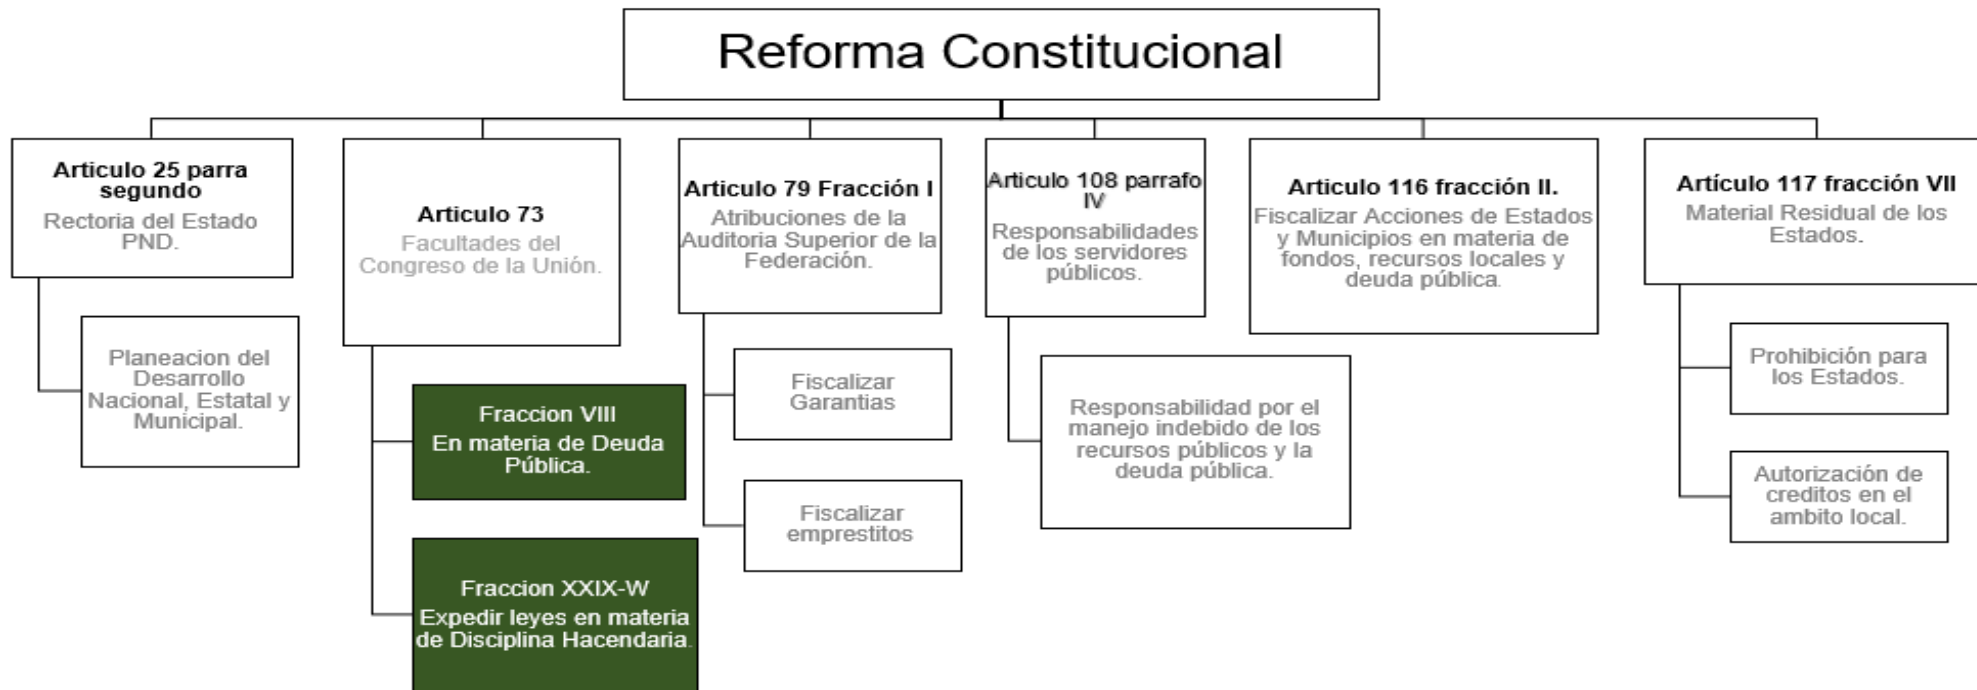 Reforma Constitucional
Articulo 25 parra
segundo
Rectoria del Estado
PND.
Planeacion del
Desarrollo
Nacional, Estatal y
Municipal.
Articulo 73
Facultades del
Congreso de la Unión.
Fraccion VIII
En materia de Deuda
Pública.
Fraccion XXIX-W
Expedir leyes en materia
de Disciplina Hacendaria.
Articulo 79 Fracción I
Atribuciones de la
Auditoria Superior de la
Federación.
Fiscalizar
Garantias
Fiscalizar
emprestitos
Articulo 108 parrafo
IV
Responsabilidades
de los servidores
públicos.
Responsabilidad por el
manejo indebido de los
recursos públicos y la
deuda pública.
Articulo 116 fracción II.
Fiscalizar Acciones de Estados
y Municipios en materia de
fondos, recursos locales y
deuda pública.
Artículo 117 fracción VII
Material Residual de los
Estados.
Prohibición para
los Estados.
Autorización de
creditos en el
ambito local.